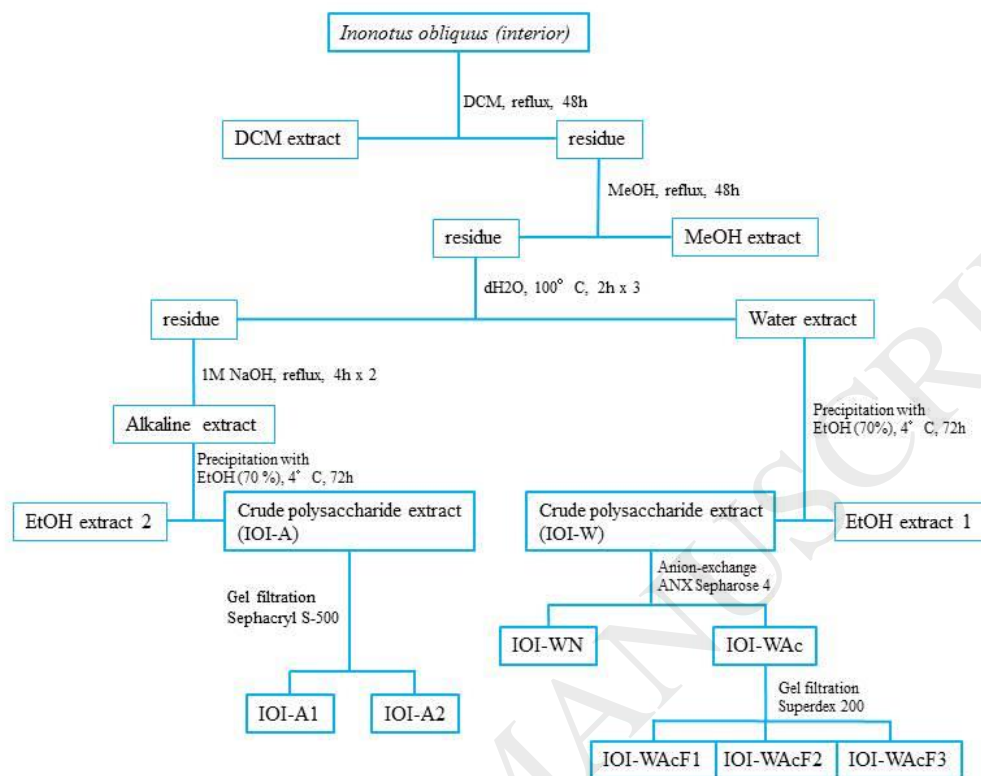 Inonotus obliquus (interior)
DCM, reflux, 48h
DCM extract
residue
MeOH, reflux, 48h
residue
MeOH extract
dH2O, 100° C, 2h x 3
residue
Water extract
1M NaOH, reflux, 4h x 2
Alkaline extract
Precipitation with
EtOH (70%), 4° C, 72h
Precipitation with
EtOH (70 %), 4° C, 72h
EtOH extract 2
Crude polysaccharide extract
(IOI-A)
Crude polysaccharide extract
(IOI-W)
EtOH extract 1
Anion-exchange
ANX Sepharose 4
Gel filtration
Sephacryl S-500
IOI-WN
IOI-WAc
Gel filtration
Superdex 200
IOI-A1
IOI-A2
IOI-WAcF1
IOI-WAcF2
IOI-WAcF3
MANUSCRI